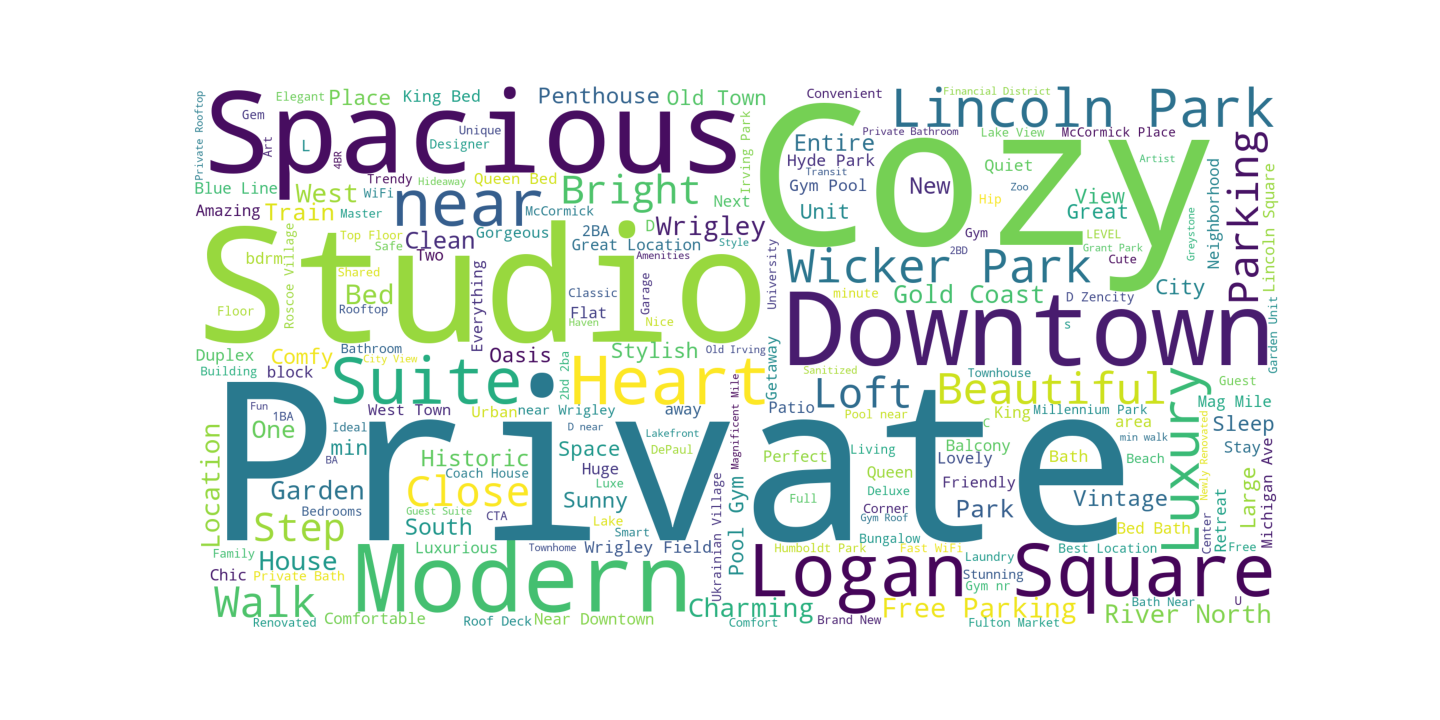 Private Rooftop
Gem
Elegant
Place
King Bed
Penthouse
Old Town
Convenient
Lincoln Park
Financial District
Spacious
Art
L
4BR
Unique
Designer
Irving Park
Cozy
Private Bathroom
Lake View
McCormick Place
Entire
Hyde Park
Transit
Gym Pool
Quiet
Artist
Parking
Blue Line
West
Trendy
WiFi
Hideaway
Queen Bed
Bright
Next
New
Zoo
Hip
View
Great
Neighborhood
Lincoln Square
Amazing
Train
Master
near
McCormick
Unit
Greystone
Top Floor
Safe
Clean
Two
Gorgeous
2BA
D
Wrigley
Great Location
Style
Amenities
University
Gym
2BD
LEVEL
Grant Park
Cute
bdrm
Roscoe Village
Shared
Studio
Everything
Wicker Park
Bed
Rooftop
Floor
Classic
Garage
Flat
Haven
Nice
minute
Gold Coast
D Zencity
City
s
Garden Unit
Downtown
Duplex
Comfy
Bathroom
City View
Oasis
Stylish
Old Irving
Getaway
Building
block
Suite
2bd 2ba
Heart
Sanitized
Townhouse
Loft
Beautiful
Luxury
Guest
Fun
1BA
West Town
Urban
near Wrigley
away
Magnificent Mile
Patio
Pool near
King
Millennium Park
Mag Mile
One
Ideal
min
D near
Lakefront
C
area
min walk
Newly Renovated
Sleep
Private
BA
Historic
Coach House
Space
DePaul
Perfect
Living
Balcony
Lovely
Bath
Beach
Stay
Location
Garden
Bedrooms
Close
Huge
Luxe
Sunny
Ukrainian Village
Pool Gym
Full
Queen
Deluxe
Friendly
Vintage
Large
Michigan Ave
Step
Guest Suite
South
CTA
Lake
Smart
Corner
Gym Roof
Park
Bed Bath
Center
Retreat
Family
House
Luxurious
Townhome
Wrigley Field
Humboldt Park
Bungalow
Fast WiFi
Laundry
Best Location
Free
Chic
Private Bath
Modern
Logan Square
Stunning
Gym nr
Walk
Renovated
Comfortable
Roof Deck
Near Downtown
Charming
Comfort
Brand New
Free Parking
Fulton Market
Bath Near
U
River North